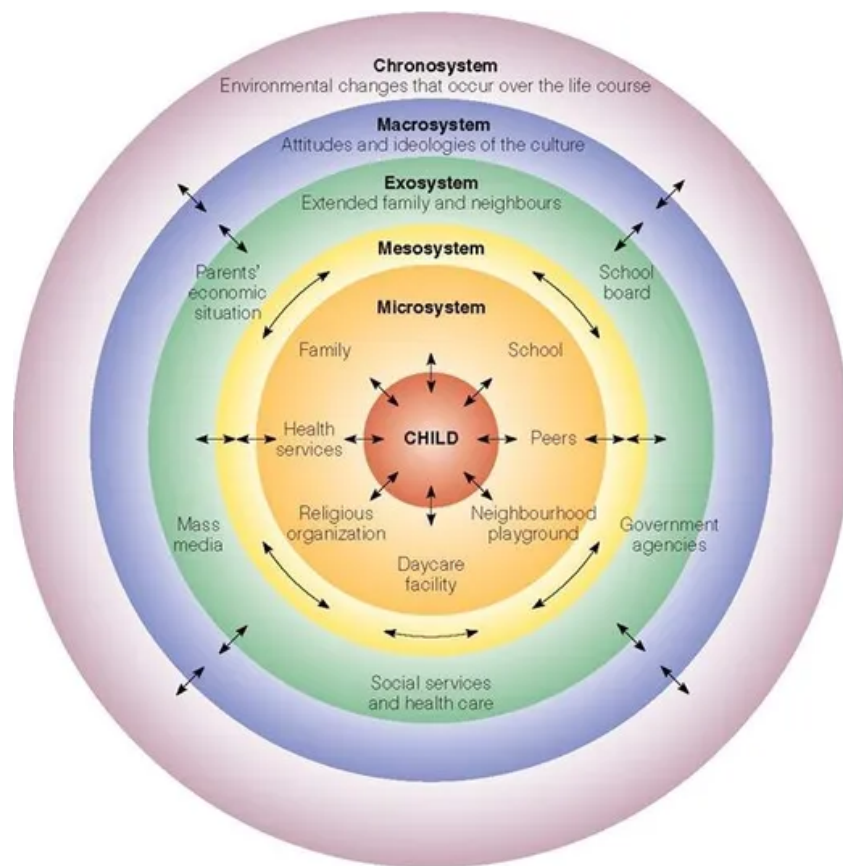 Chronosystem
Environmental changes that occur over the life course
Macrosystem
Attitudes and ideologies of the culture
Exosystem
Extended family and neighbours
Mesosystem
Parents'
economic
situation
School
board
Microsystem
Family
School
Health
services
CHILD
Peers
Religious
organization
Neighbourhood
playground
Mass
media
Government
agencies
Daycare
facility
Social services
and health care